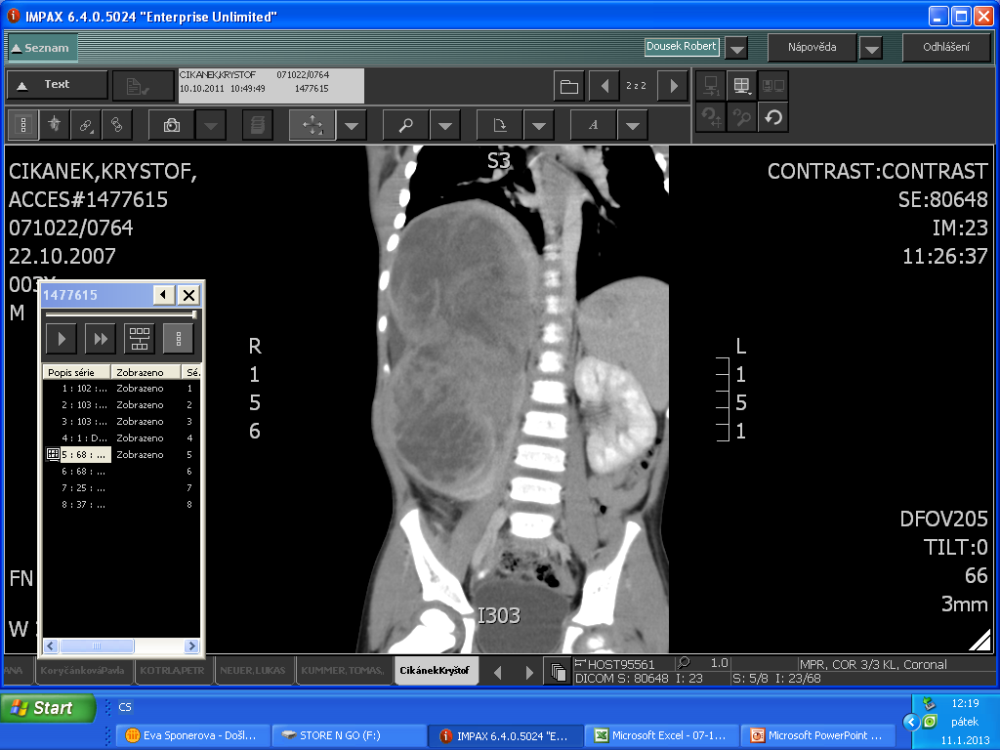 IMPAX 6.4.0.5024 "Enterprise Unlimited"
Seznam
Dousek Robert
Nápověda
Odhlášení
Text
CIKANEK,KRYSTOF 071022/0764
10.10.2011 10:49:49 1477615
2 z 2
A
S3
CIKANEK,KRYSTOF,
ACCES#1477615
071022/0764
22.10.2007
003
M
FN
W
CONTRAST:CONTRAST
SE:80648
IM:23
11:26:37
1477615
Popis série Zobrazeno Sé.
1 : 102 :... Zobrazeno 1
2 : 103 :... Zobrazeno 2
3 : 103 :... Zobrazeno 3
4 : 1 : D... Zobrazeno 4
5 : 68 : ... Zobrazeno 5
6 : 68 : ... 6
7 : 25 : ... 7
8 : 37 : ... 8
R
1
5
6
L
1
5
1
DFOV205
TILT:0
66
3mm
I303
ANA
KoryčánkováPavla
KOTRLA,PETR
NEUER,LUKAS
KUMMER, TOMAS,
CikánekKryštof
HOST95561
1.0
MPR, COR 3/3 KL, Coronal
DICOM S: 80648 I: 23
S: 5/8 I: 23/68
Start
CS
Eva Sponerova - Došl...
STORE N GO (F:)
IMPAX 6.4.0.5024 "E...
Microsoft Excel - 07-1...
Microsoft PowerPoint ...
12:19
pátek
11.1.2013